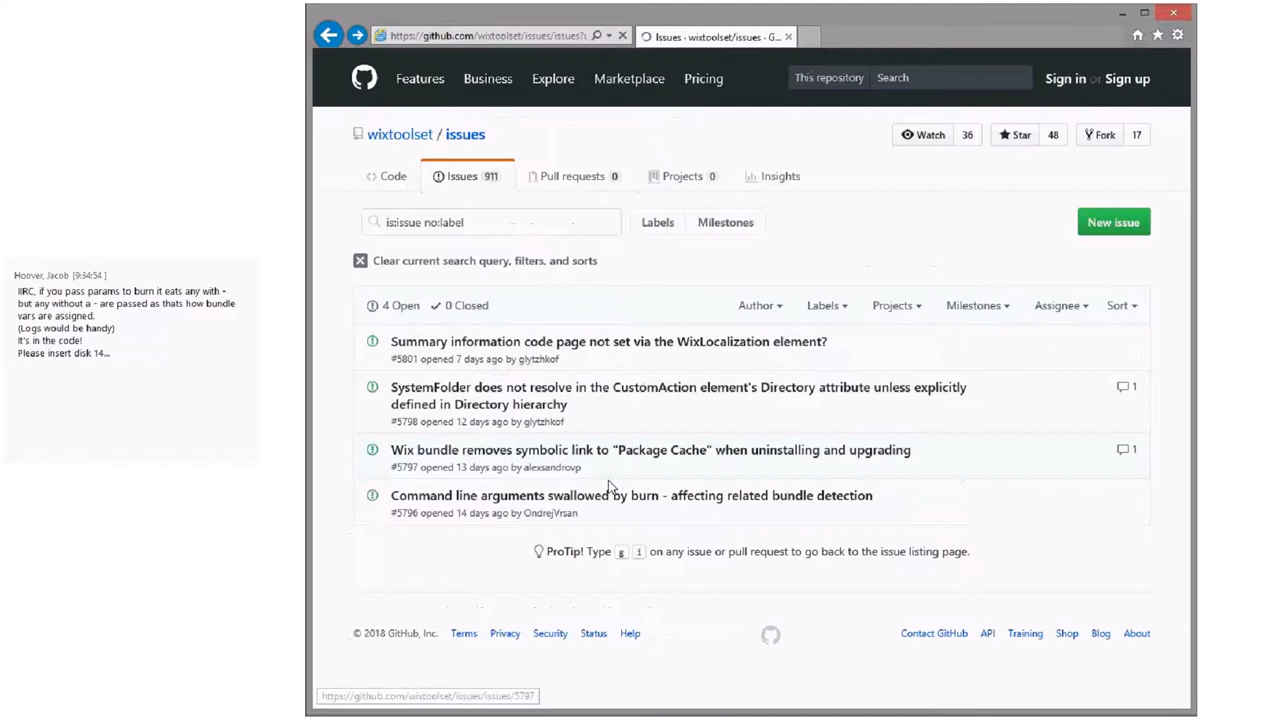 https://github.com/wixtoolset/issues/issues?u
Issues · wixtoolset/issues · G...
Features Business Explore Marketplace Pricing This repository Search Sign in or Sign up
wixtoolset / issues Watch 36 Star 48 Fork 17
Code Issues 911 Pull requests 0 Projects 0 Insights
is:issue no:label Labels Milestones New issue
Clear current search query, filters, and sorts
Hoover, Jacob [9:34:54 ]
IIRC, if you pass params to burn it eats any with -
but any without a - are passed as thats how bundle
vars are assigned.
(Logs would be handy)
It's in the code!
Please insert disk 14...
4 Open 0 Closed Author Labels Projects Milestones Assignee Sort
Summary information code page not set via the WixLocalization element?
#5801 opened 7 days ago by glytzhkof
SystemFolder does not resolve in the CustomAction element's Directory attribute unless explicitly 1
defined in Directory hierarchy
#5798 opened 12 days ago by glytzhkof
Wix bundle removes symbolic link to "Package Cache" when uninstalling and upgrading 1
#5797 opened 13 days ago by alexsandrovp
Command line arguments swallowed by burn - affecting related bundle detection
#5796 opened 14 days ago by OndrejVrsan
ProTip! Type g i on any issue or pull request to go back to the issue listing page.
© 2018 GitHub, Inc. Terms Privacy Security Status Help Contact GitHub API Training Shop Blog About
https://github.com/wixtoolset/issues/issues/5797